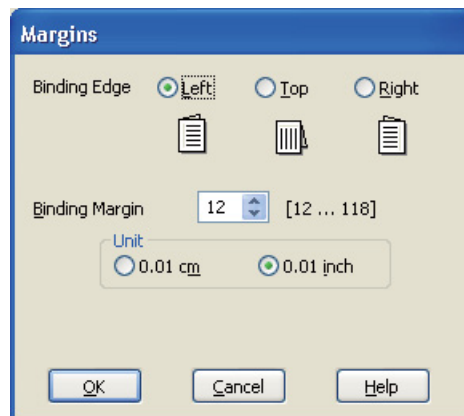 Margins
Binding Edge Left Top Right
Binding Margin 12 [12 ... 118]
Unit
0.01 cm 0.01 inch
OK Cancel Help